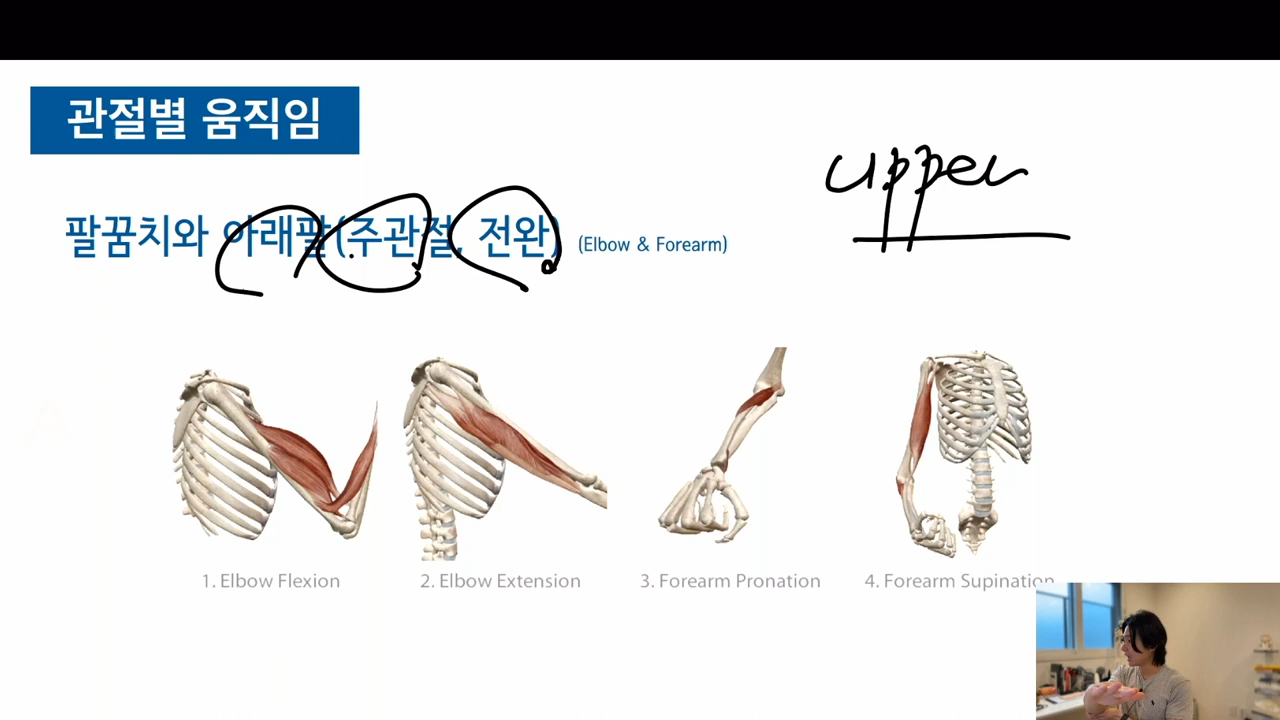 관절별 움직임
upper
팔꿈치와 아래팔(주관절, 전완) (Elbow & Forearm)
1. Elbow Flexion
2. Elbow Extension
3. Forearm Pronation
4. Forearm Supination